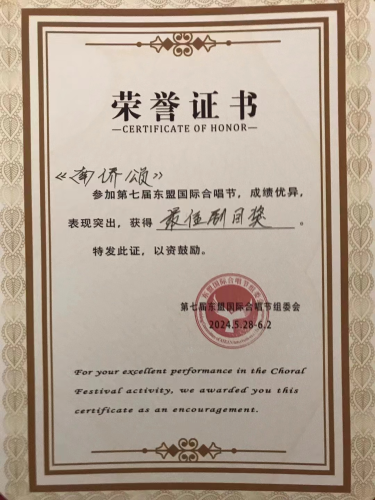 荣誉证书
—CERTIFICATE OF HONOR—
《南侨颂》
参加第七届东盟国际合唱节，成绩优异，
表现突出，获得 最佳剧目奖 。
特发此证，以资鼓励。
第七届东盟国际合唱节组委会
2024.5.28-6.2
For your excellent performance in the Choral
Festival activity, we awarded you this
certificate as an encouragement.